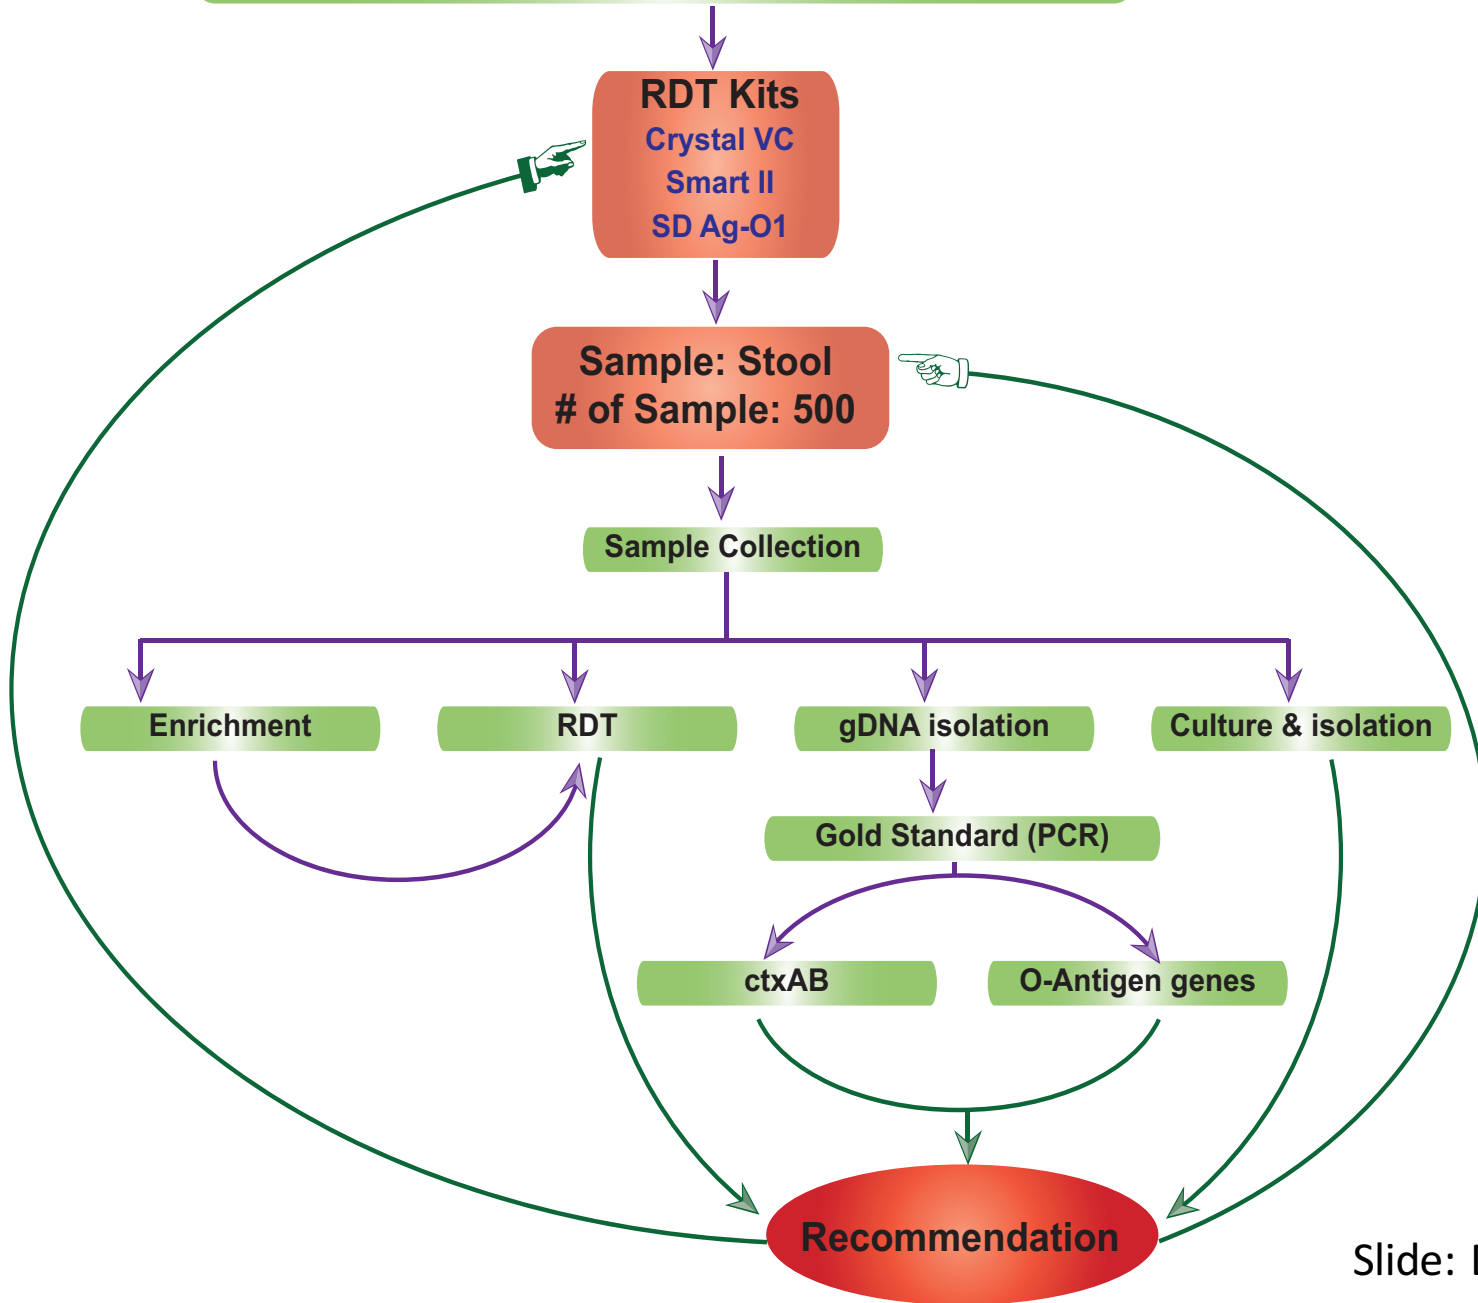 RDT Kits
Crystal VC
Smart II
SD Ag-O1
Sample: Stool
# of Sample: 500
Sample Collection
Enrichment
RDT
gDNA isolation
Culture & isolation
Gold Standard (PCR)
ctxAB
O-Antigen genes
Recommendation
Slide: